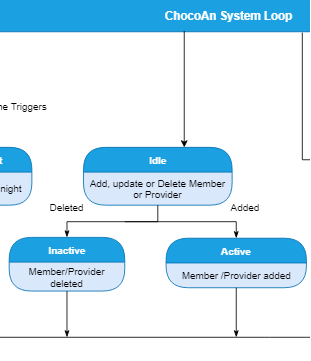 ChocoAn System Loop
Triggers
Idle
night
Add, update or Delete Member
or Provider
Deleted
Added
Inactive
Active
Member/Provider
deleted
Member /Provider added